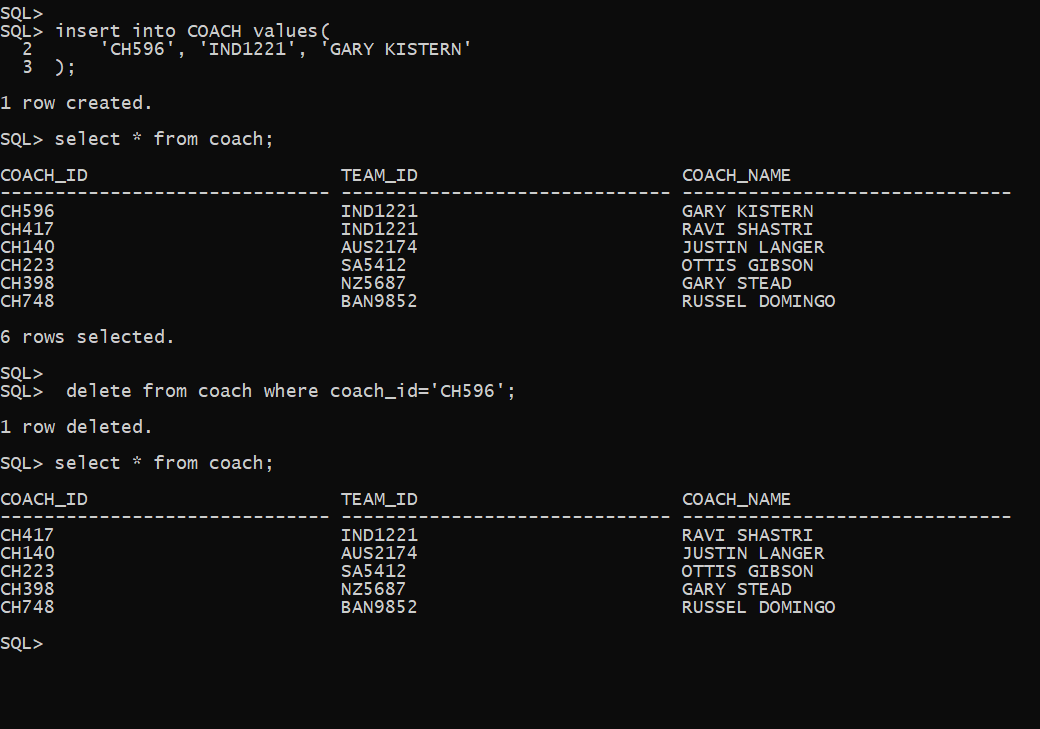 SQL>
SQL> insert into COACH values(
  2      'CH596', 'IND1221', 'GARY KISTERN'
  3  );
1 row created.
SQL> select * from coach;
COACH_ID                       TEAM_ID                        COACH_NAME
------------------------------ ------------------------------ ------------------------------
CH596                          IND1221                        GARY KISTERN
CH417                          IND1221                        RAVI SHASTRI
CH140                          AUS2174                        JUSTIN LANGER
CH223                          SA5412                         OTTIS GIBSON
CH398                          NZ5687                         GARY STEAD
CH748                          BAN9852                        RUSSEL DOMINGO
6 rows selected.
SQL>
SQL>  delete from coach where coach_id='CH596';
1 row deleted.
SQL> select * from coach;
COACH_ID                       TEAM_ID                        COACH_NAME
------------------------------ ------------------------------ ------------------------------
CH417                          IND1221                        RAVI SHASTRI
CH140                          AUS2174                        JUSTIN LANGER
CH223                          SA5412                         OTTIS GIBSON
CH398                          NZ5687                         GARY STEAD
CH748                          BAN9852                        RUSSEL DOMINGO
SQL>